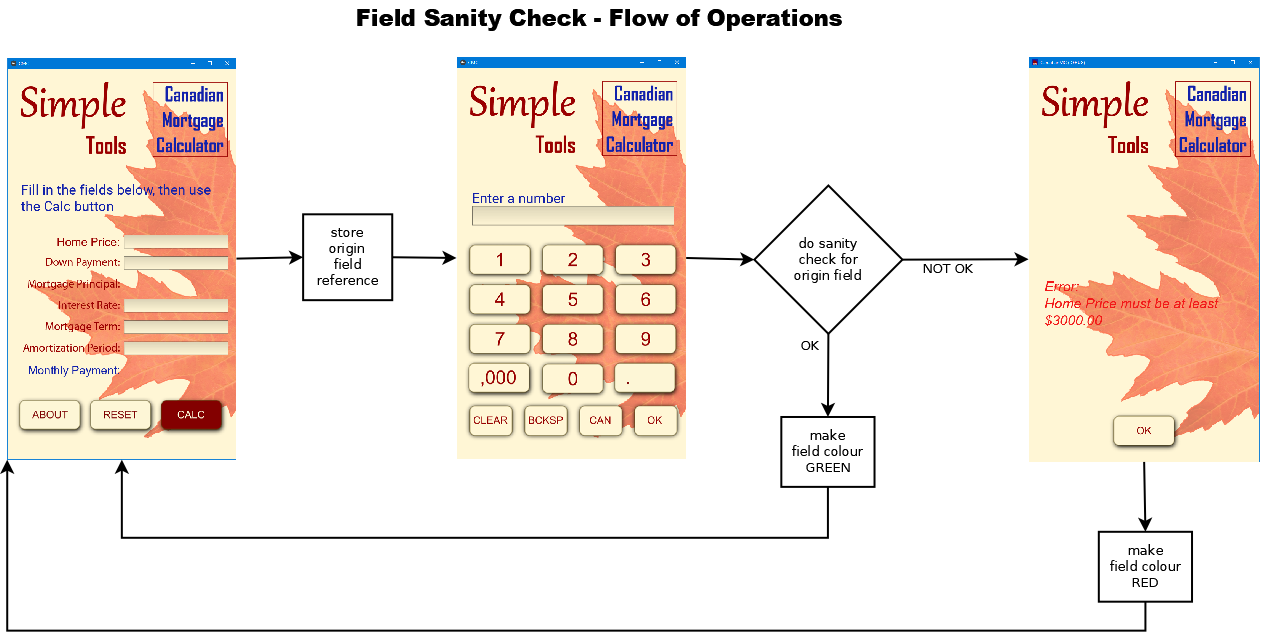 Field Sanity Check - Flow of Operations
Simple
Tools
Canadian
Mortgage
Calculator
Fill in the fields below, then use
the Calc button
Home Price:
Down Payment:
Mortgage Principal:
Interest Rate:
Mortgage Term:
Amortization Period:
Monthly Payment:
ABOUT RESET CALC
store
origin
field
reference
Simple
Tools
Canadian
Mortgage
Calculator
Enter a number
1 2 3
4 5 6
7 8 9
,000 0 .
CLEAR BCKSP CAN OK
do sanity
check for
origin field
NOT OK
OK
make
field colour
GREEN
Simple
Tools
Canadian
Mortgage
Calculator
Error:
Home Price must be at least
$3000.00
OK
make
field colour
RED